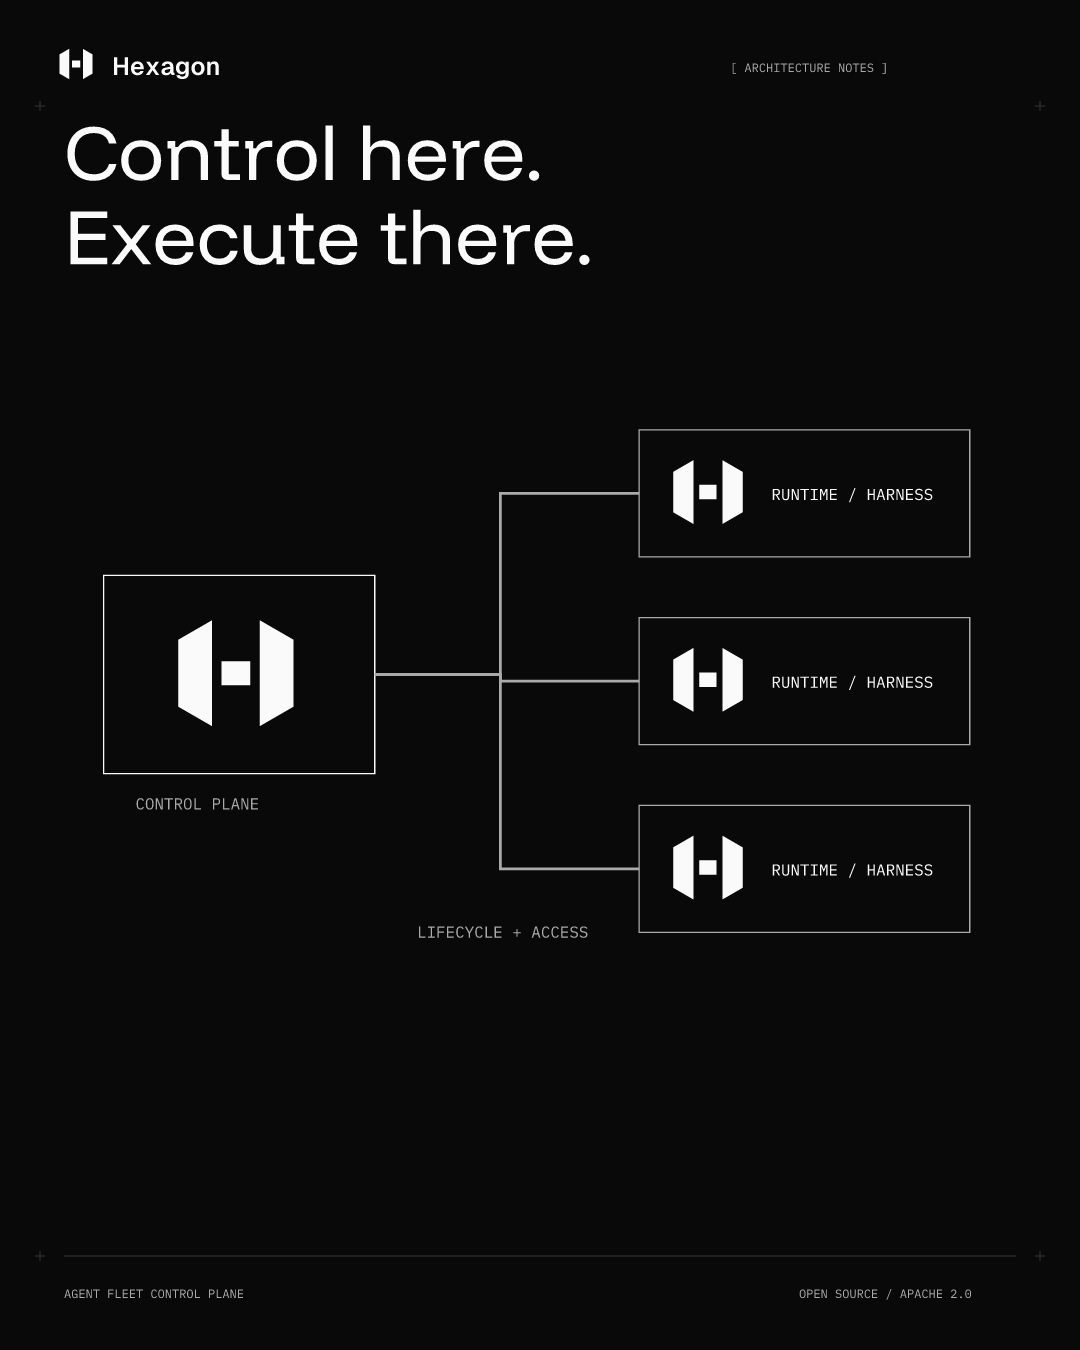 Hexagon
[ ARCHITECTURE NOTES ]
Control here.
Execute there.
RUNTIME / HARNESS
RUNTIME / HARNESS
CONTROL PLANE
RUNTIME / HARNESS
LIFECYCLE + ACCESS
AGENT FLEET CONTROL PLANE
OPEN SOURCE / APACHE 2.0